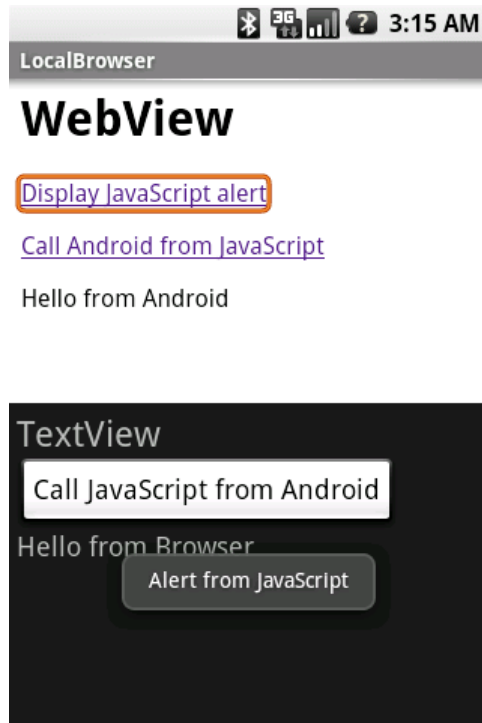 3G 3:15 AM
LocalBrowser
WebView
Display JavaScript alert
Call Android from JavaScript
Hello from Android
TextView
Call JavaScript from Android
Hello from Browser
Alert from JavaScript